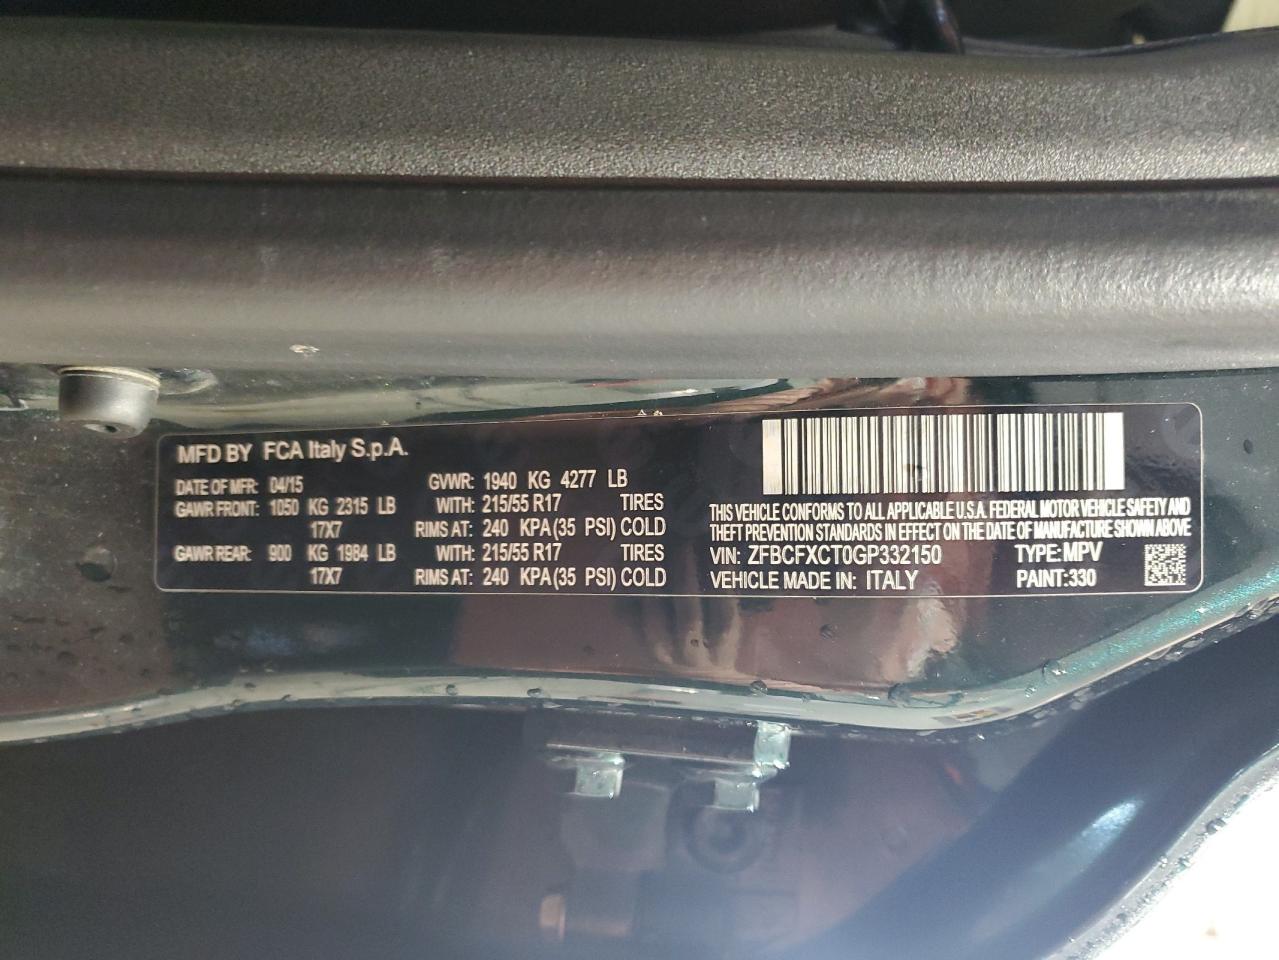 MFD BY FCA Italy S.p.A.
DATE OF MFR: 04/15 GVWR: 1940 KG 4277 LB
GAWR FRONT: 1050 KG 2315 LB WITH: 215/55 R17 TIRES
17X7 RIMS AT: 240 KPA(35 PSI) COLD
GAWR REAR: 900 KG 1984 LB WITH: 215/55 R17 TIRES
17X7 RIMS AT: 240 KPA(35 PSI) COLD
THIS VEHICLE CONFORMS TO ALL APPLICABLE U.S.A. FEDERAL MOTOR VEHICLE SAFETY AND
THEFT PREVENTION STANDARDS IN EFFECT ON THE DATE OF MANUFACTURE SHOWN ABOVE
VIN: ZFBCFXCT0GP332150 TYPE: MPV
VEHICLE MADE IN: ITALY PAINT:330